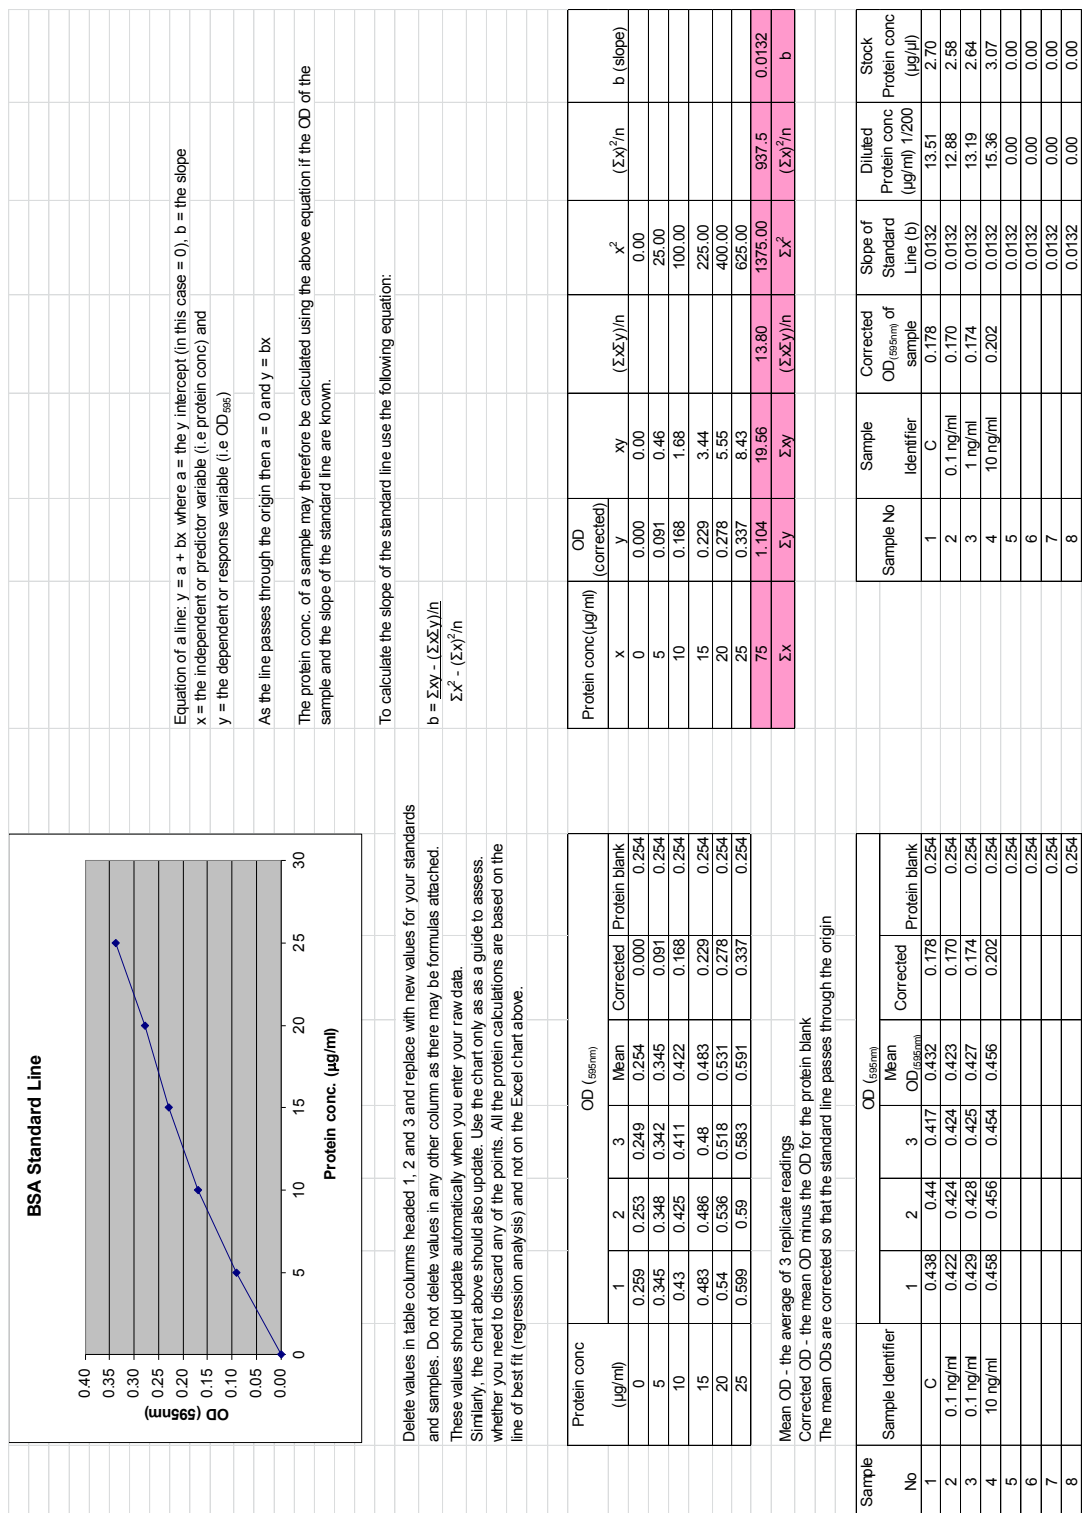 BSA Standard Line
0.40
0.35
0.30
0.25
0.20
0.15
0.10
0.05
0.00
OD (595nm)
0 5 10 15 20 25 30
Protein conc. (µg/ml)
Equation of a line: y = a + bx where a = the y intercept (in this case = 0), b = the slope
x = the independent or predictor variable (i.e protein conc) and
y = the dependent or response variable (i.e OD595)
As the line passes through the origin then a = 0 and y = bx
The protein conc. of a sample may therefore be calculated using the above equation if the OD of the
sample and the slope of the standard line are known.
To calculate the slope of the standard line use the following equation:
b = Σxy - (ΣxΣy)/n
Σx² - (Σx)²/n
Delete values in table columns headed 1, 2 and 3 and replace with new values for your standards
and samples. Do not delete values in any other column as there may be formulas attached.
These values should update automatically when you enter your raw data.
Similarly, the chart above should also update. Use the chart only as as a guide to assess.
whether you need to discard any of the points. All the protein calculations are based on the
line of best fit (regression analysis) and not on the Excel chart above.
Protein conc OD (595nm)
(µg/ml) 1 2 3 Mean Corrected Protein blank
0 0.259 0.253 0.249 0.254 0.000 0.254
5 0.345 0.348 0.342 0.345 0.091 0.254
10 0.43 0.425 0.411 0.422 0.168 0.254
15 0.483 0.486 0.48 0.483 0.229 0.254
20 0.54 0.536 0.518 0.531 0.278 0.254
25 0.599 0.59 0.583 0.591 0.337 0.254
Protein conc(µg/ml) OD (corrected)
x y xy (ΣxΣy)/n x² (Σx)²/n b (slope)
0 0.000 0.00 0.00
5 0.091 0.46 25.00
10 0.168 1.68 100.00
15 0.229 3.44 225.00
20 0.278 5.55 400.00
25 0.337 8.43 625.00
75 1.104 19.56 13.80 1375.00 937.5 0.0132
Σx Σy Σxy (ΣxΣy)/n Σx² (Σx)²/n b
Mean OD - the average of 3 replicate readings
Corrected OD - the mean OD minus the OD for the protein blank
The mean ODs are corrected so that the standard line passes through the origin
Sample OD (595nm)
No Sample Identifier 1 2 3 Mean OD(595nm) Corrected Protein blank
1 C 0.438 0.44 0.417 0.432 0.178 0.254
2 0.1 ng/ml 0.422 0.424 0.424 0.423 0.170 0.254
3 0.1 ng/ml 0.429 0.428 0.425 0.427 0.174 0.254
4 10 ng/ml 0.458 0.456 0.454 0.456 0.202 0.254
5 0.254
6 0.254
7 0.254
8 0.254
Sample Corrected Slope of Diluted Stock
Sample No OD(595nm) of Standard Protein conc Protein conc
Identifier sample Line (b) (µg/ml) 1/200 (µg/µl)
1 C 0.178 0.0132 13.51 2.70
2 0.1 ng/ml 0.170 0.0132 12.88 2.58
3 1 ng/ml 0.174 0.0132 13.19 2.64
4 10 ng/ml 0.202 0.0132 15.36 3.07
5 0.0132 0.00 0.00
6 0.0132 0.00 0.00
7 0.0132 0.00 0.00
8 0.0132 0.00 0.00